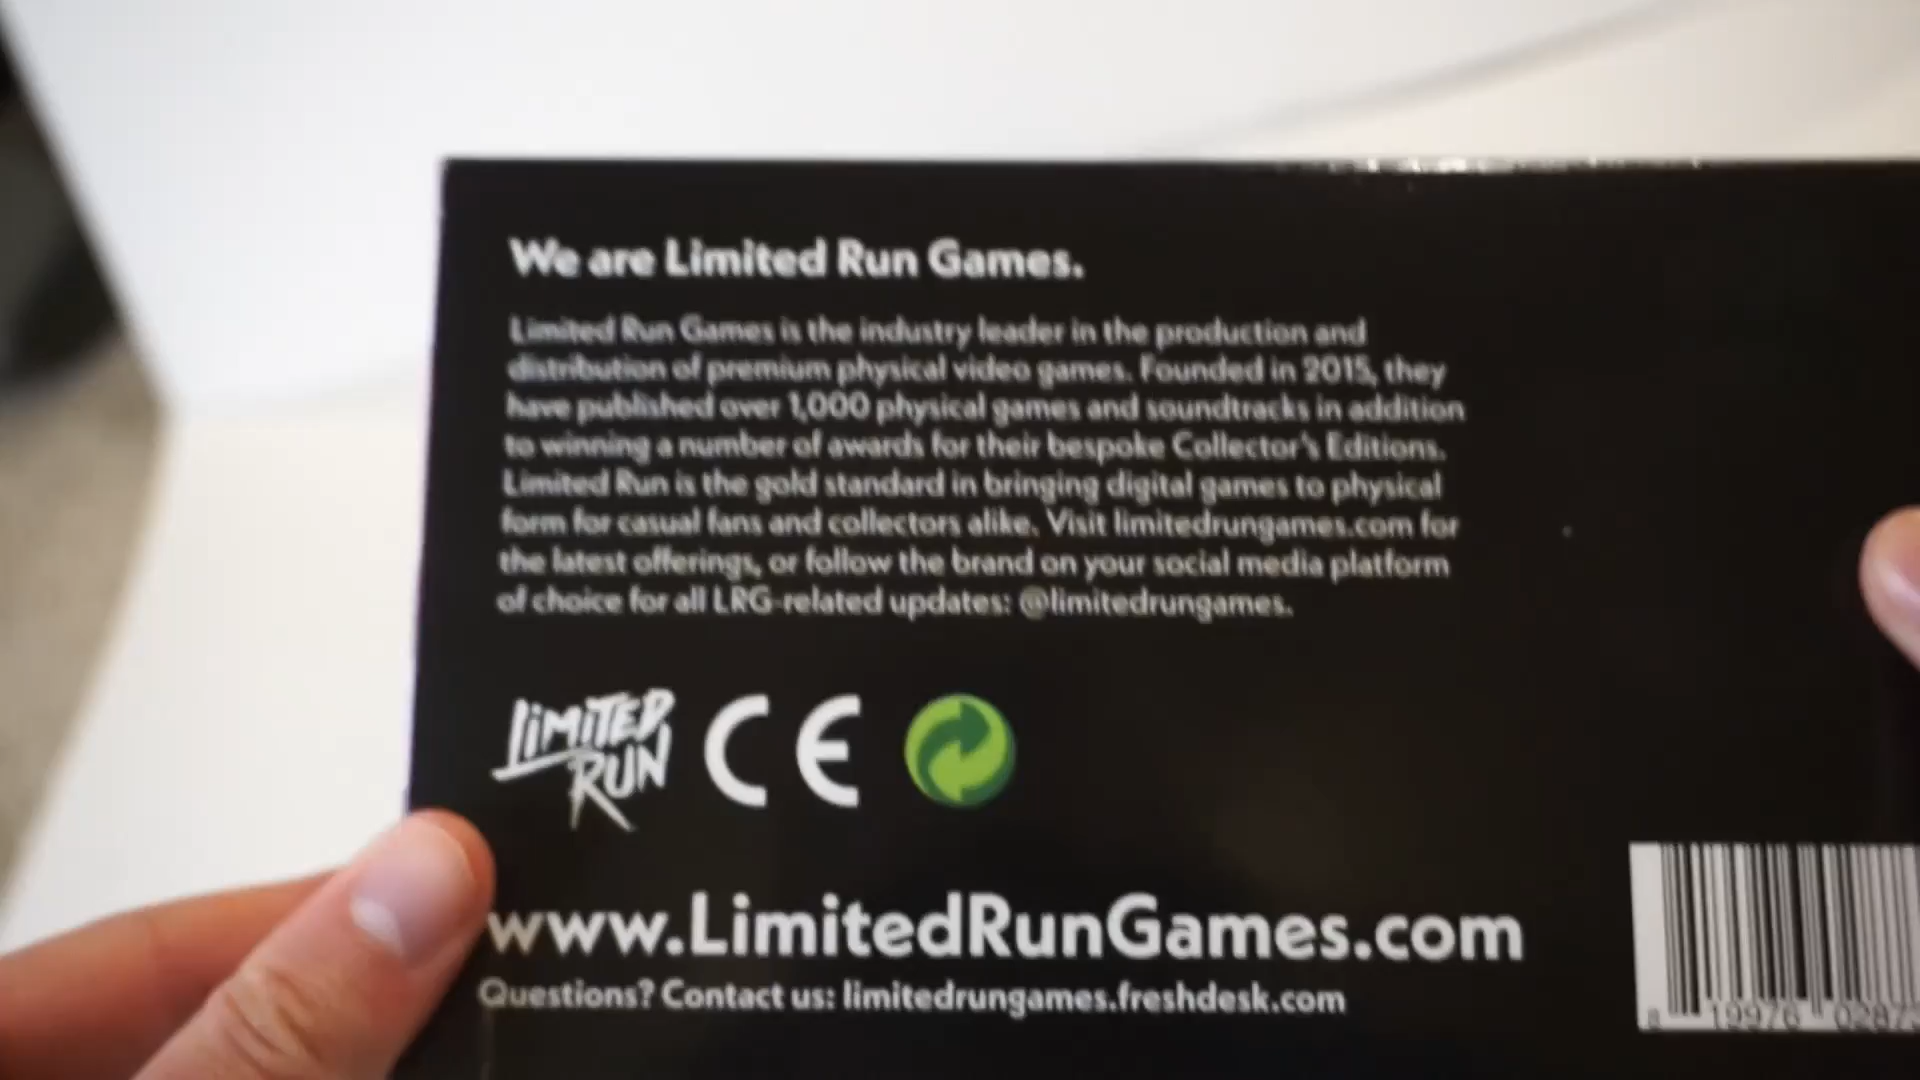 We are Limited Run Games.
Limited Run Games is the industry leader in the production and
distribution of premium physical video games. Founded in 2015, they
have published over 1,000 physical games and soundtracks in addition
to winning a number of awards for their bespoke Collector's Editions.
Limited Run is the gold standard in bringing digital games to physical
form for casual fans and collectors alike. Visit limitedrungames.com for
the latest offerings, or follow the brand on your social media platform
of choice for all LRG-related updates: @limitedrungames.
LIMITED
RUN
CE
www.LimitedRunGames.com
Questions? Contact us: limitedrungames.freshdesk.com
8 19976 02873